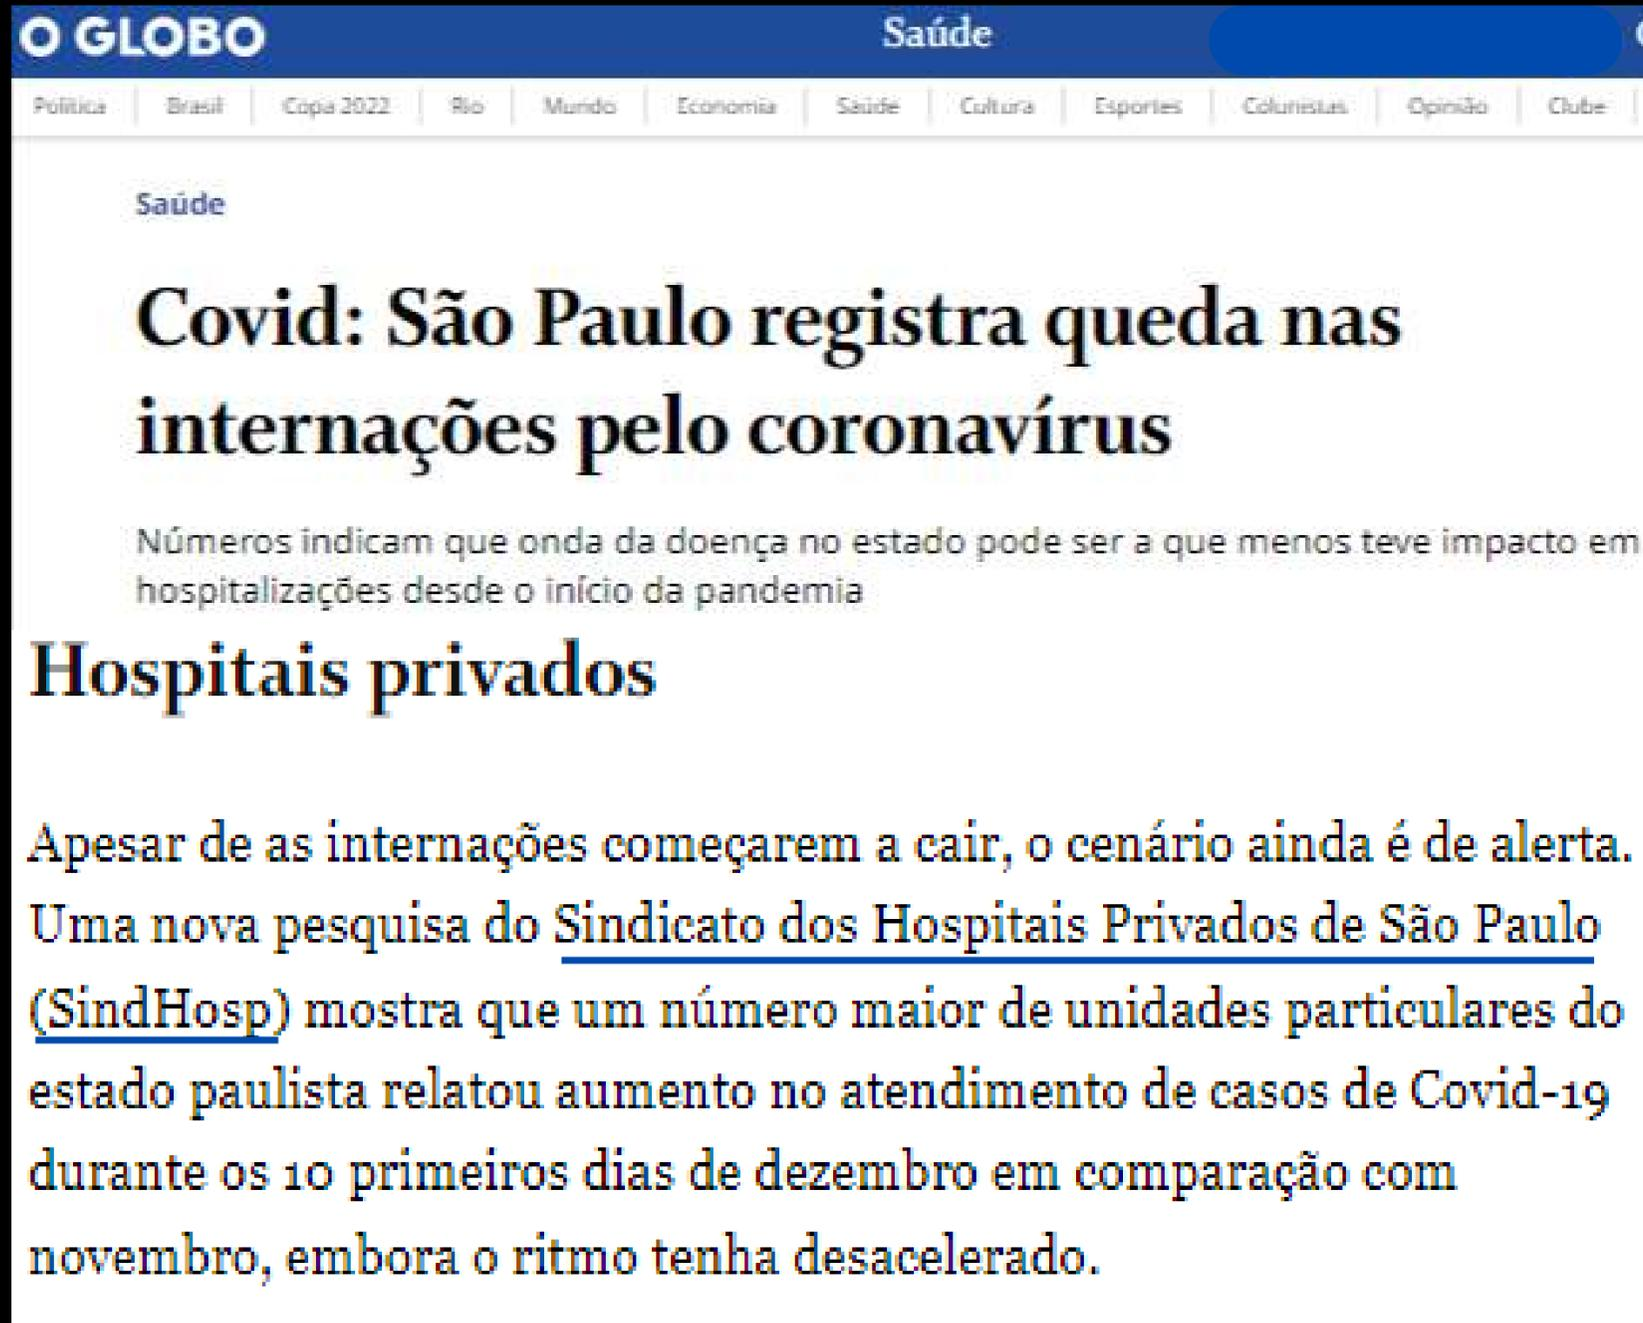 O GLOBO Saúde
Política Brasil Copa 2022 Rio Mundo Economia Saúde Cultura Esportes Colunistas Opinião Clube
Saúde
Covid: São Paulo registra queda nas
internações pelo coronavírus
Números indicam que onda da doença no estado pode ser a que menos teve impacto em
hospitalizações desde o início da pandemia
Hospitais privados
Apesar de as internações começarem a cair, o cenário ainda é de alerta.
Uma nova pesquisa do Sindicato dos Hospitais Privados de São Paulo
(SindHosp) mostra que um número maior de unidades particulares do
estado paulista relatou aumento no atendimento de casos de Covid-19
durante os 10 primeiros dias de dezembro em comparação com
novembro, embora o ritmo tenha desacelerado.